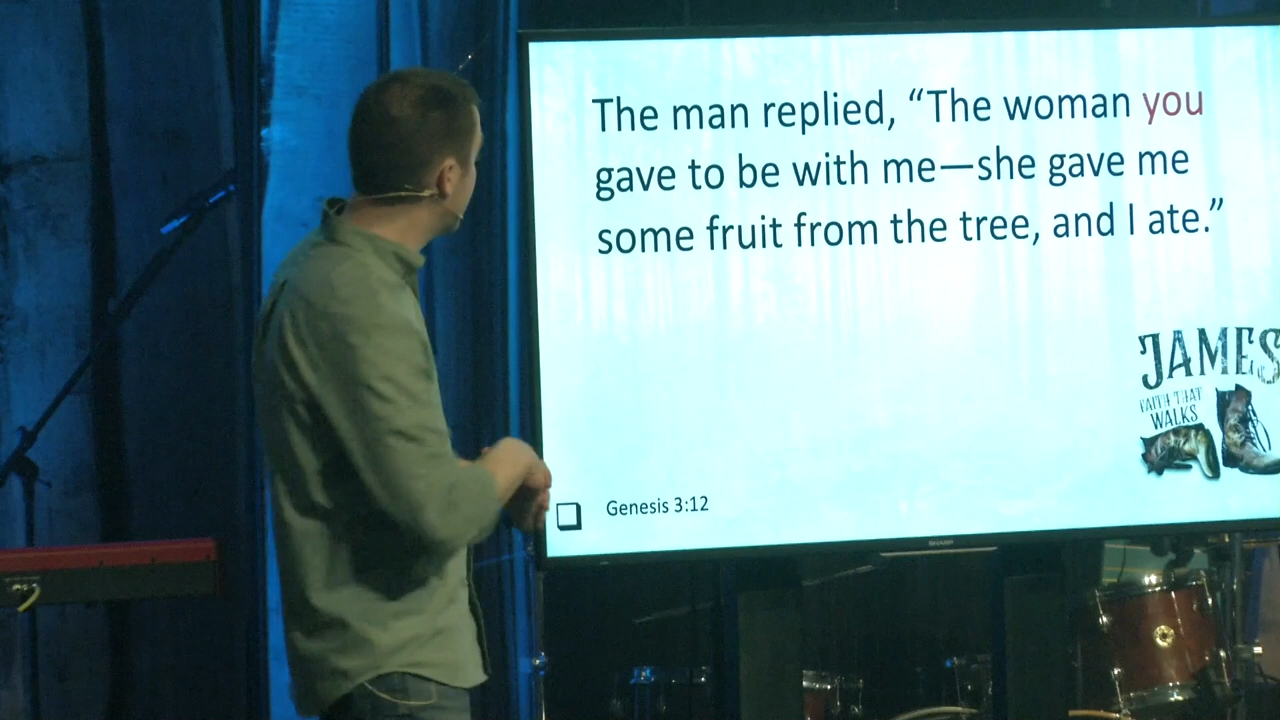 The man replied, “The woman you
gave to be with me—she gave me
some fruit from the tree, and I ate.”
JAMES
FAITH THAT
WALKS
Genesis 3:12
SHARP